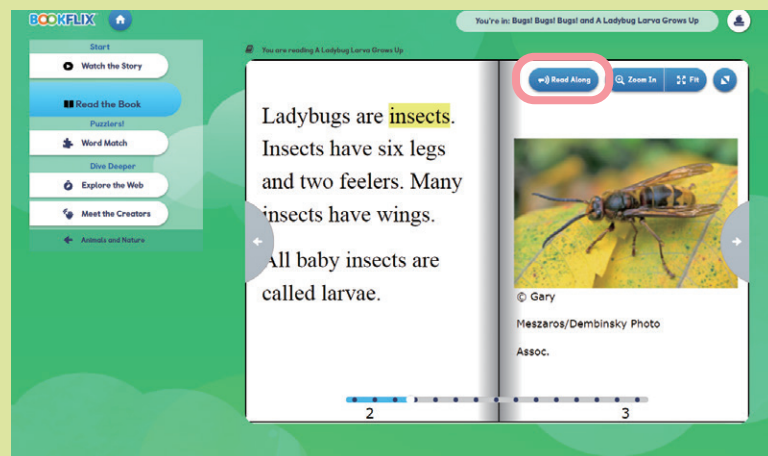 BOOKFLIX
You're in: Bugs! Bugs! Bugs! and A Ladybug Larva Grows Up
Start
Watch the Story
Read the Book
Puzzlers!
Word Match
Dive Deeper
Explore the Web
Meet the Creators
Animals and Nature
You are reading A Ladybug Larva Grows Up
Read Along
Zoom In
Fit
Ladybugs are insects.
Insects have six legs
and two feelers. Many
insects have wings.
All baby insects are
called larvae.
© Gary
Meszaros/Dembinsky Photo
Assoc.
2
3